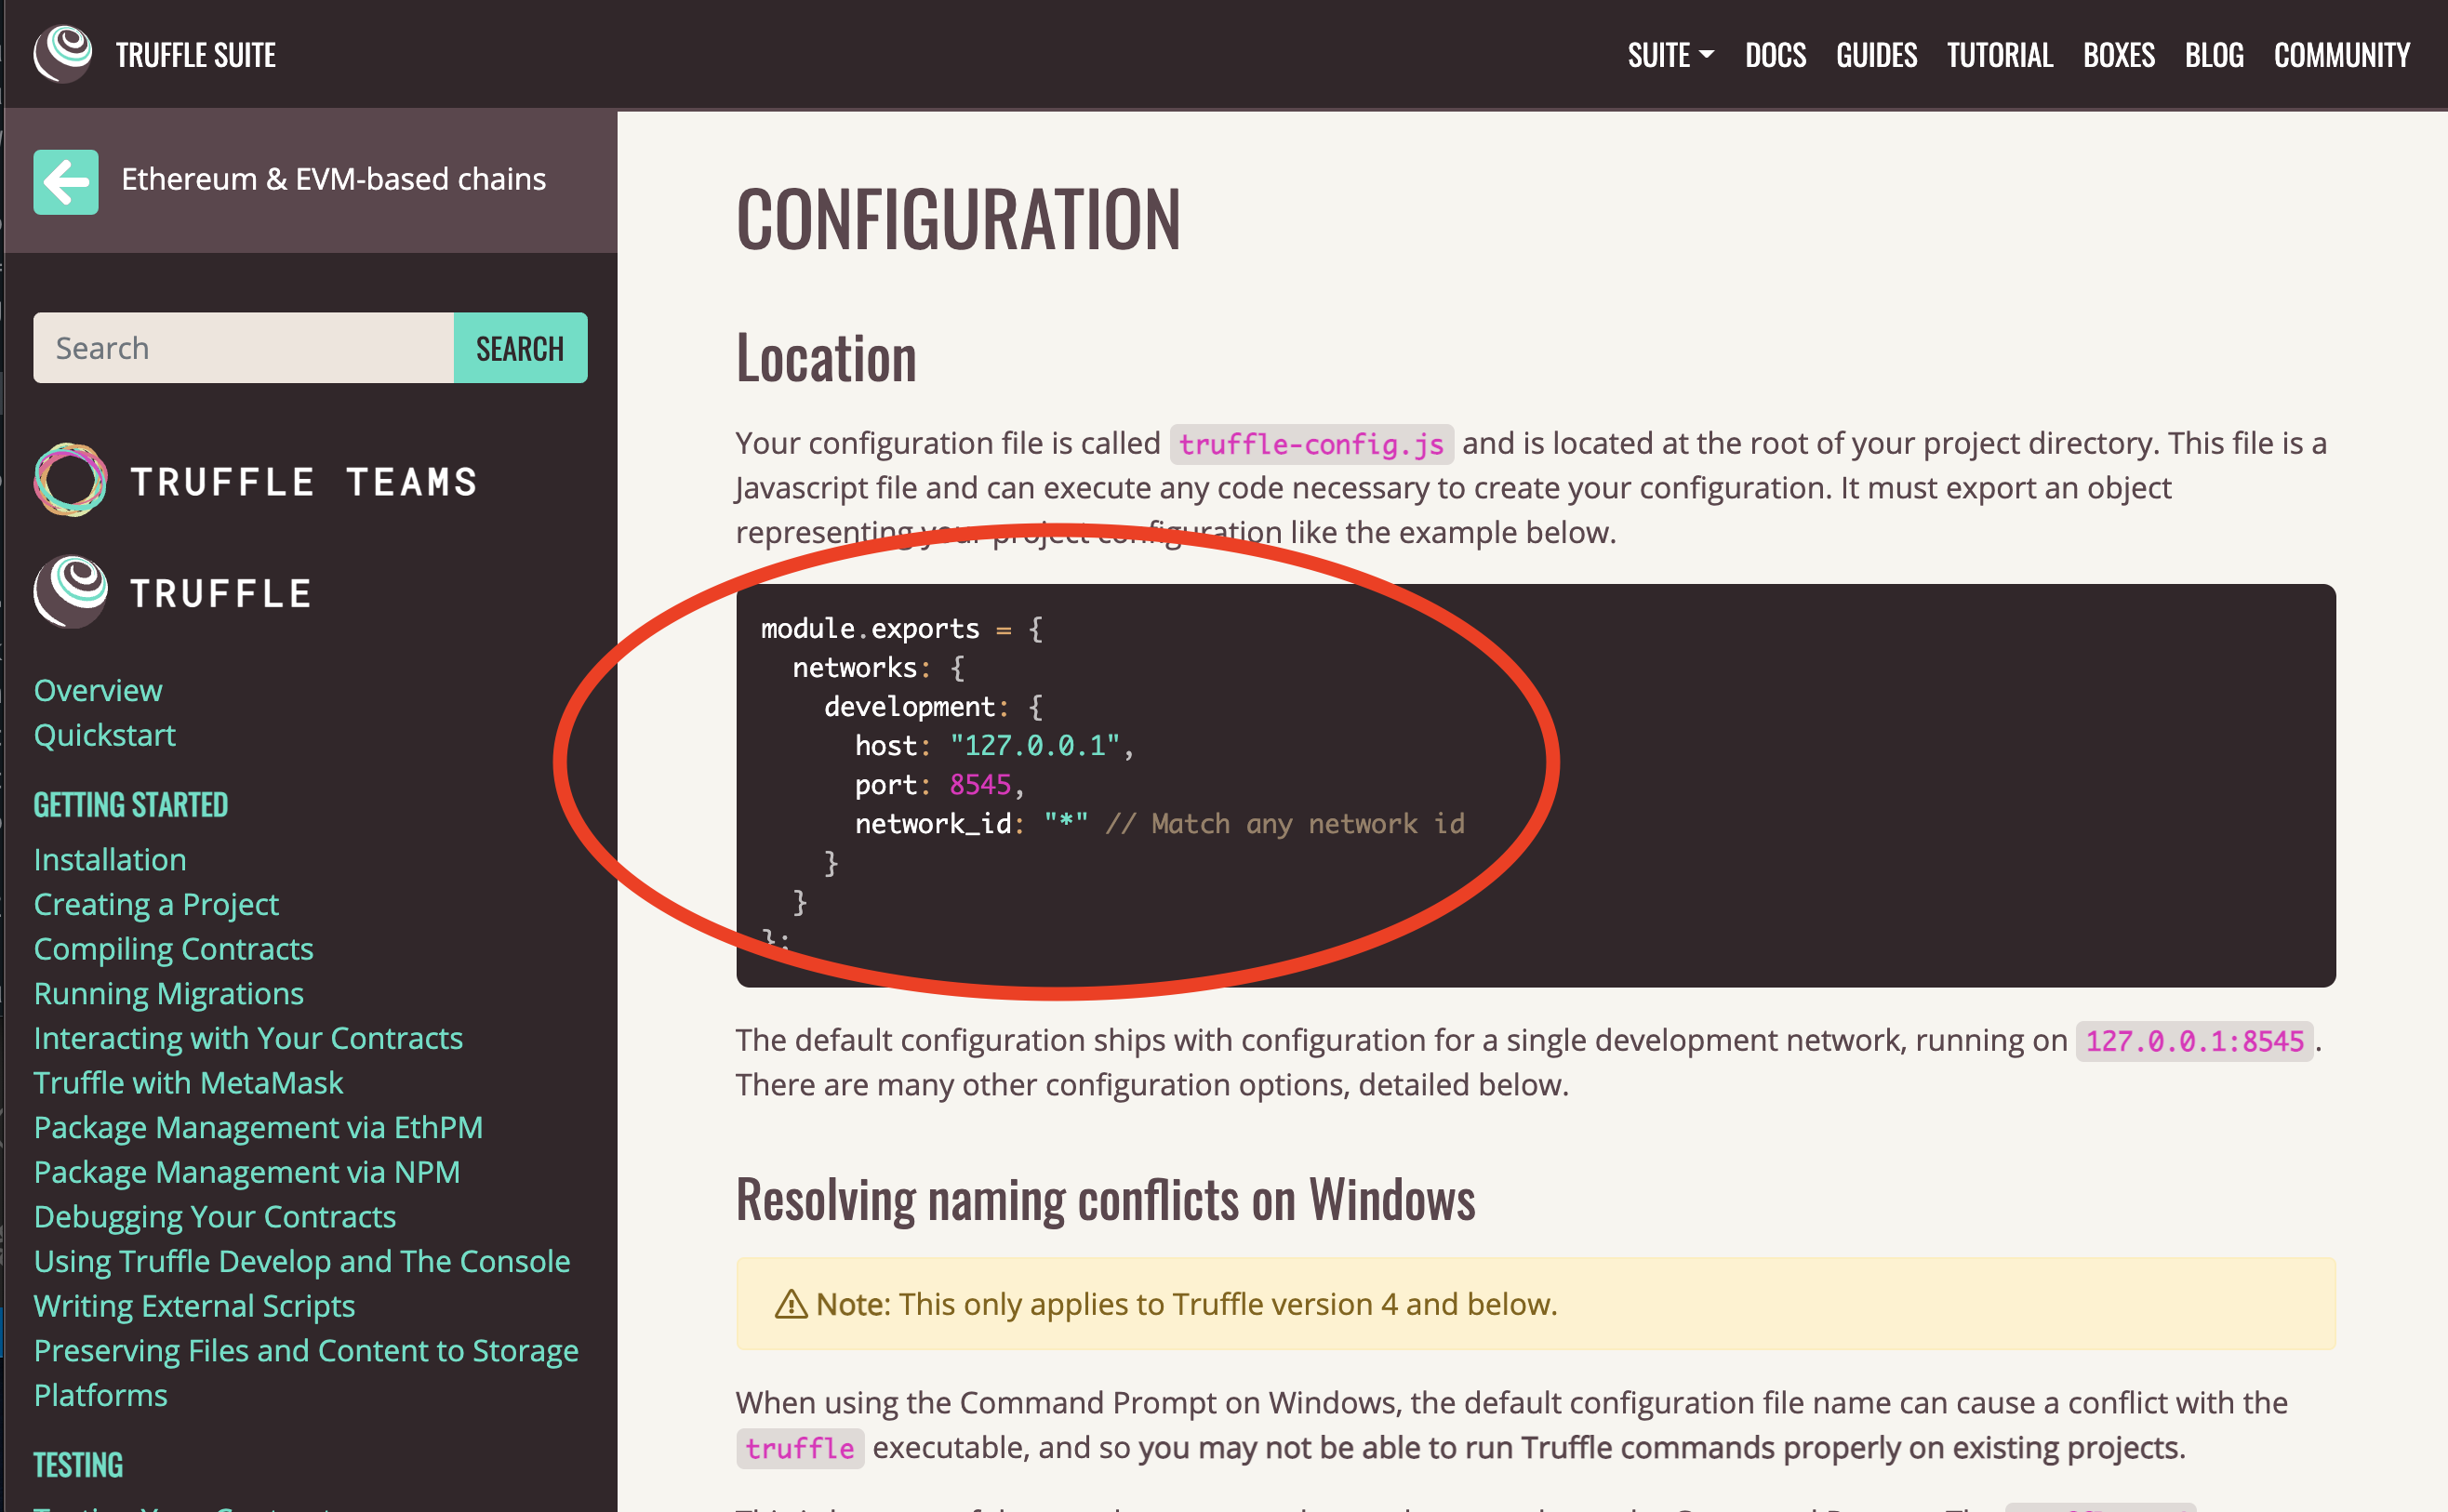 TRUFFLE SUITE
SUITE DOCS GUIDES TUTORIAL BOXES BLOG COMMUNITY
Ethereum & EVM-based chains
Search SEARCH
TRUFFLE TEAMS
TRUFFLE
Overview
Quickstart
GETTING STARTED
Installation
Creating a Project
Compiling Contracts
Running Migrations
Interacting with Your Contracts
Truffle with MetaMask
Package Management via EthPM
Package Management via NPM
Debugging Your Contracts
Using Truffle Develop and The Console
Writing External Scripts
Preserving Files and Content to Storage
Platforms
TESTING
CONFIGURATION
Location
Your configuration file is called truffle-config.js and is located at the root of your project directory. This file is a
Javascript file and can execute any code necessary to create your configuration. It must export an object
representing your project configuration like the example below.
module.exports = {
  networks: {
    development: {
      host: "127.0.0.1",
      port: 8545,
      network_id: "*" // Match any network id
    }
  }
};
The default configuration ships with configuration for a single development network, running on 127.0.0.1:8545.
There are many other configuration options, detailed below.
Resolving naming conflicts on Windows
Note: This only applies to Truffle version 4 and below.
When using the Command Prompt on Windows, the default configuration file name can cause a conflict with the
truffle executable, and so you may not be able to run Truffle commands properly on existing projects.